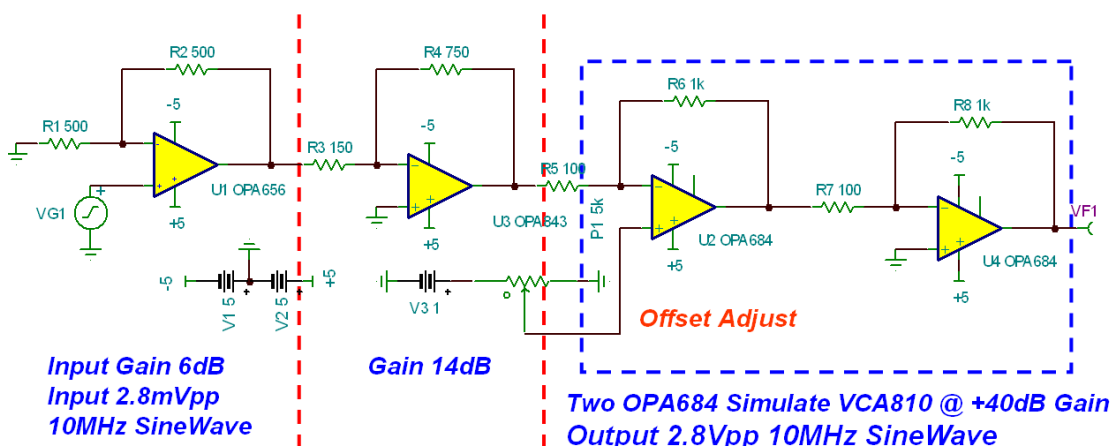 R2 500
R4 750
R6 1k
R8 1k
-5
-5
-5
-5
R1 500
R3 150
R5 100
R7 100
U1 OPA656
U3 OPA843
U2 OPA684
U4 OPA684
VG1
+5
+5
+5
+5
P1 5k
VF1
-5
V1 5
V2 5
+5
V3 1
Offset Adjust
Input Gain 6dB
Input 2.8mVpp
10MHz SineWave
Gain 14dB
Two OPA684 Simulate VCA810 @ +40dB Gain
Output 2.8Vpp 10MHz SineWave